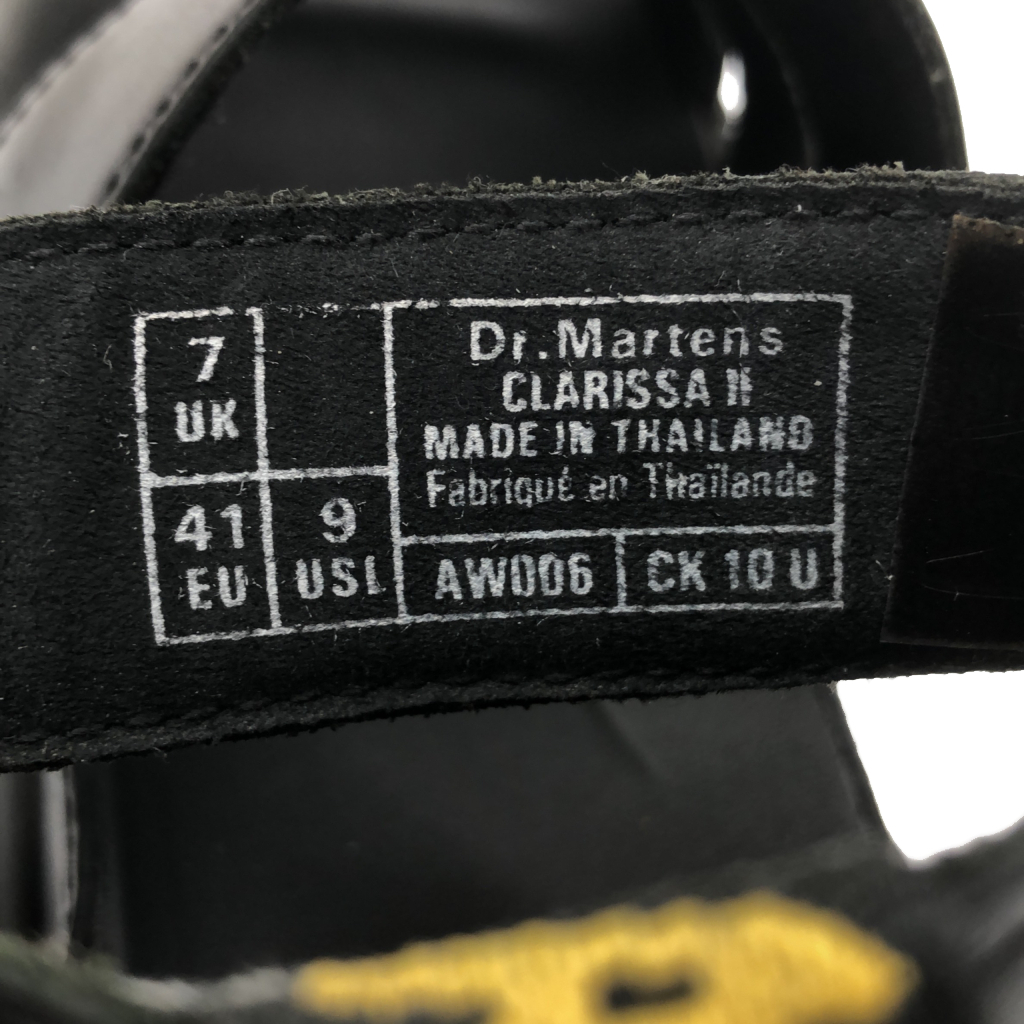 7
UK
41
EU
9
USL
Dr.Martens
CLARISSA II
MADE IN THAILAND
Fabriqué en Thaïlande
AW006
CK 10 U